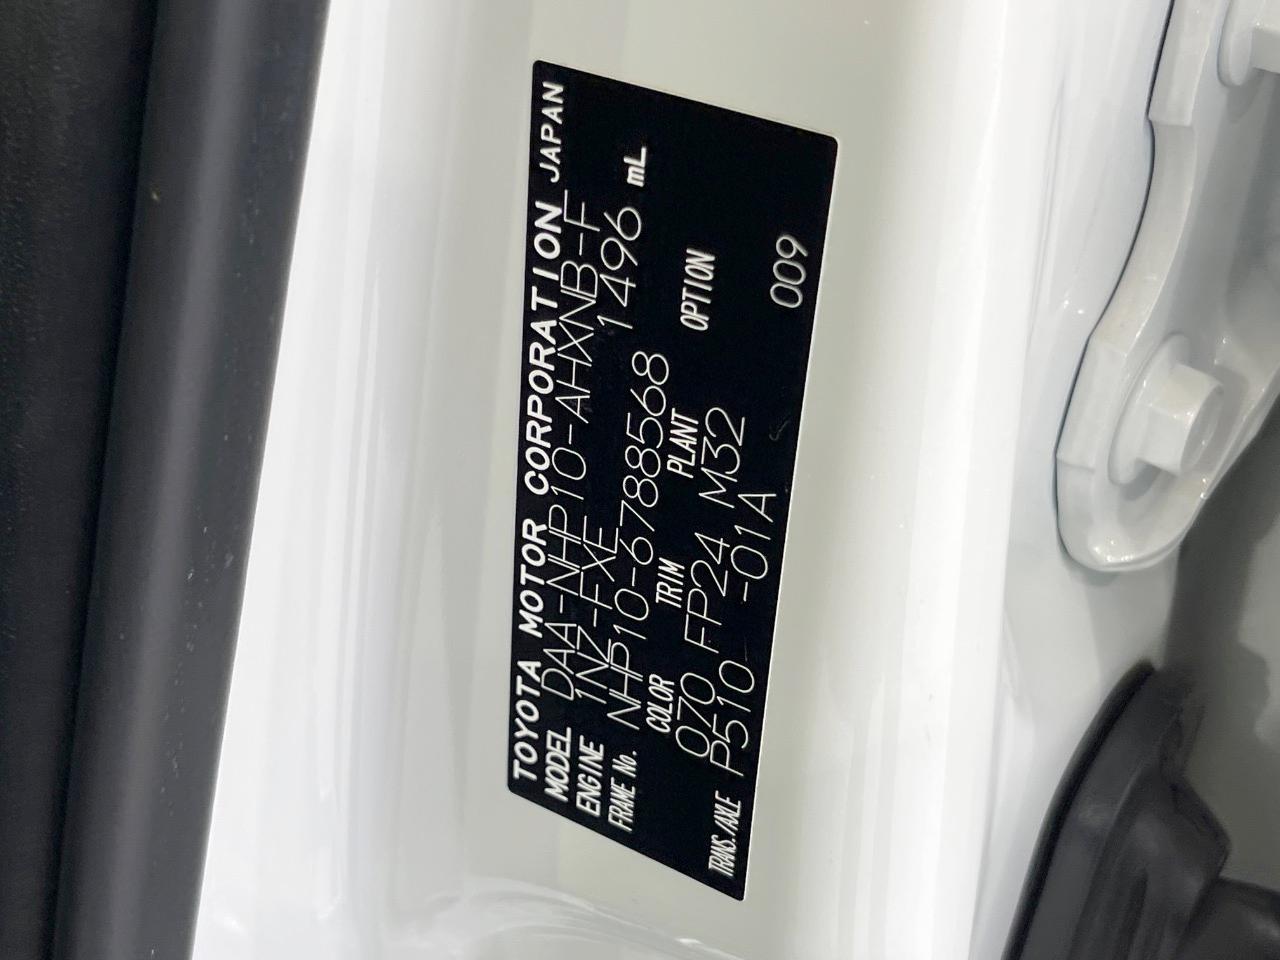 TOYOTA MOTOR CORPORATION JAPAN
MODEL DAA-NHP10-AHXNB-F
ENGINE 1NZ-FXE 1496 mL
FRAME No. NHP10-6788568
COLOR TRIM PLANT OPTION
070 FP24 M32
TRANS./AXLE P510 -01A 009